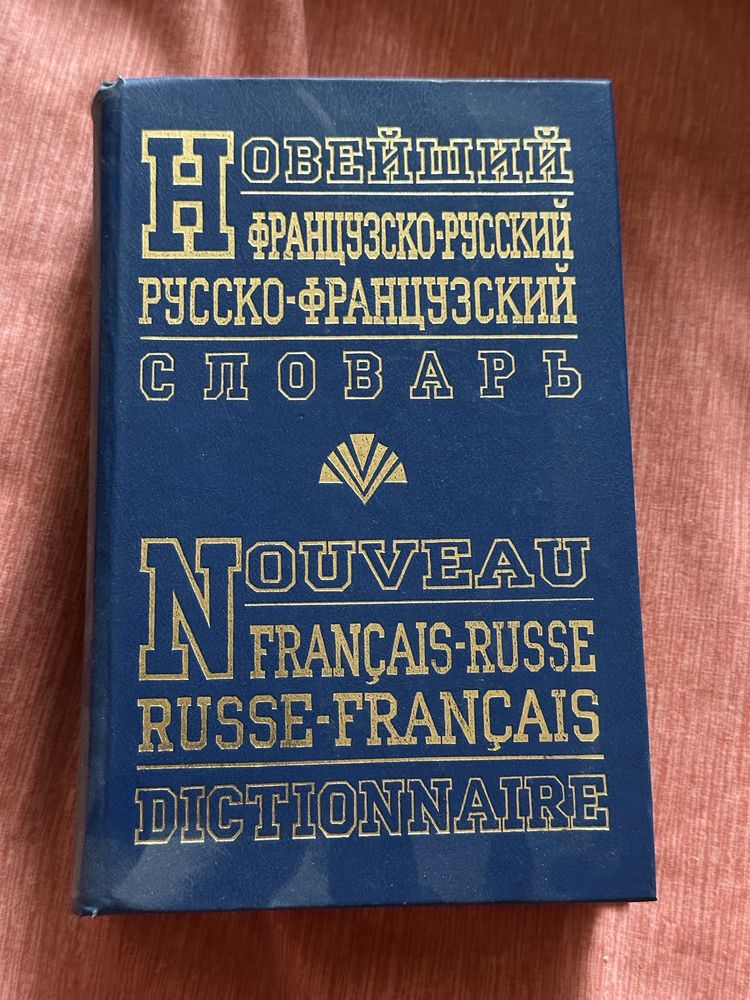 НОВЕЙШИЙ
ФРАНЦУЗСКО-РУССКИЙ
РУССКО-ФРАНЦУЗСКИЙ
СЛОВАРЬ
NOUVEAU
FRANÇAIS-RUSSE
RUSSE-FRANÇAIS
DICTIONNAIRE